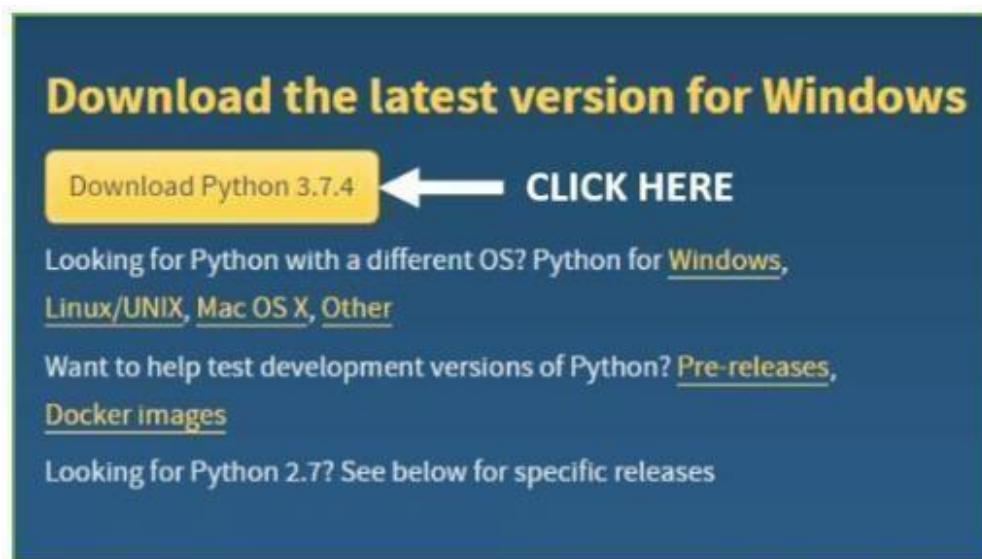 Download the latest version for Windows
Download Python 3.7.4 CLICK HERE
Looking for Python with a different OS? Python for Windows,
Linux/UNIX, Mac OS X, Other
Want to help test development versions of Python? Pre-releases,
Docker images
Looking for Python 2.7? See below for specific releases